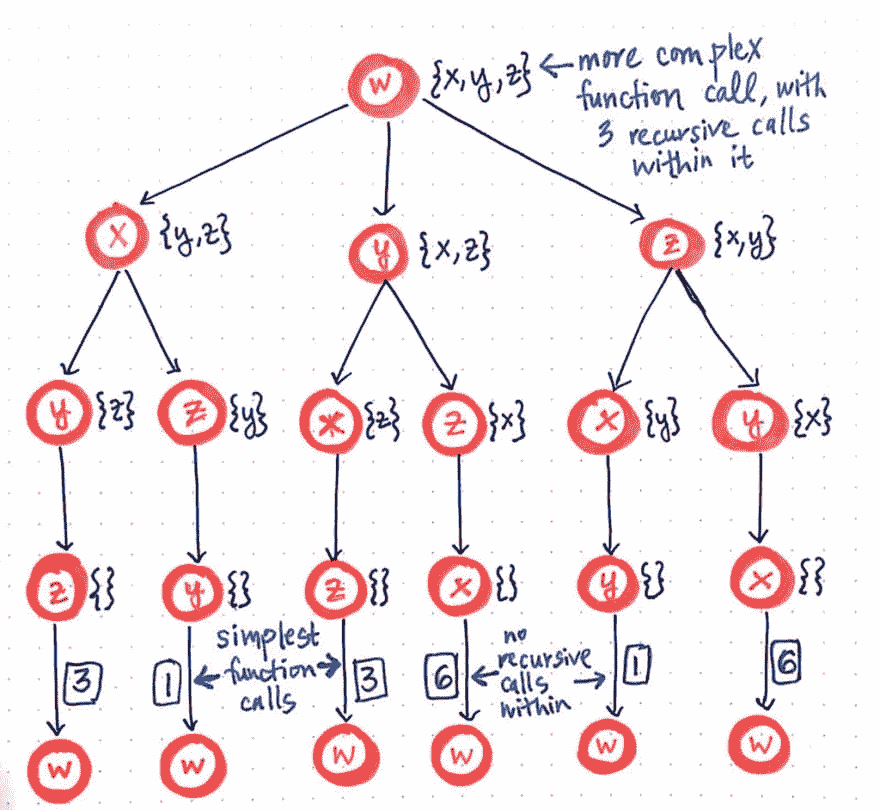 w {x,y,z} ← more complex
function call, with
3 recursive calls
within it
x {y,z} y {x,z} z {x,y}
y {z} z {y} x {z} z {x} x {y} y {x}
z {} y {} z {} x {} y {} x {}
simplest
function
calls
no
recursive
calls
within
3 1 3 6 1 6
w w w w w w